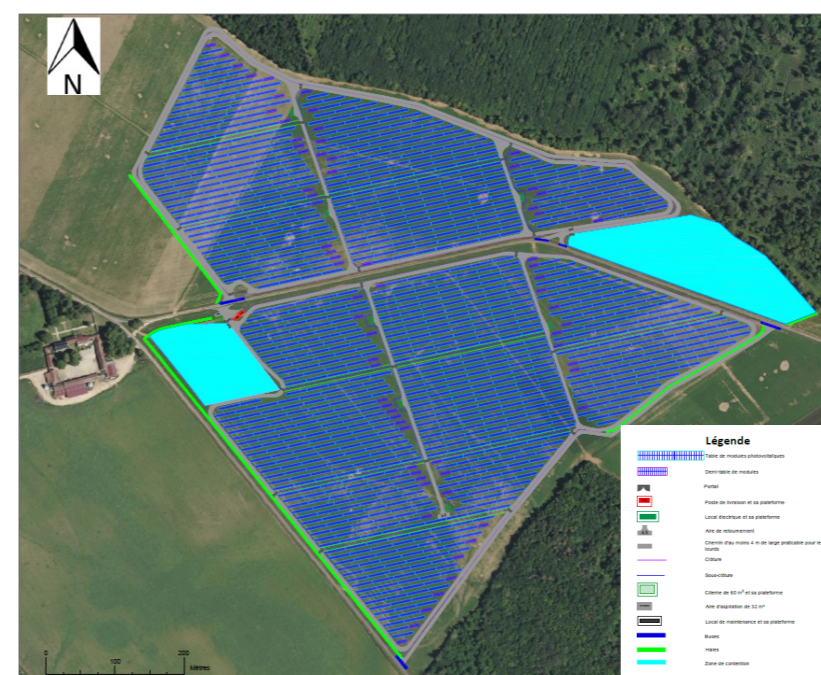 N
Légende
Table de modules photovoltaïques
Demi-table de modules
Portail
Poste de livraison et sa plateforme
Local électrique et sa plateforme
Aire de retournement
Chemin d'au moins 4 m de large praticable pour le
lourds
Clôture
Sous-clôture
Citerne de 60 m³ et sa plateforme
Aire d'aspiration de 32 m²
Local de maintenance et sa plateforme
Buses
Haies
Zone de contention
0 100 200
Mètres